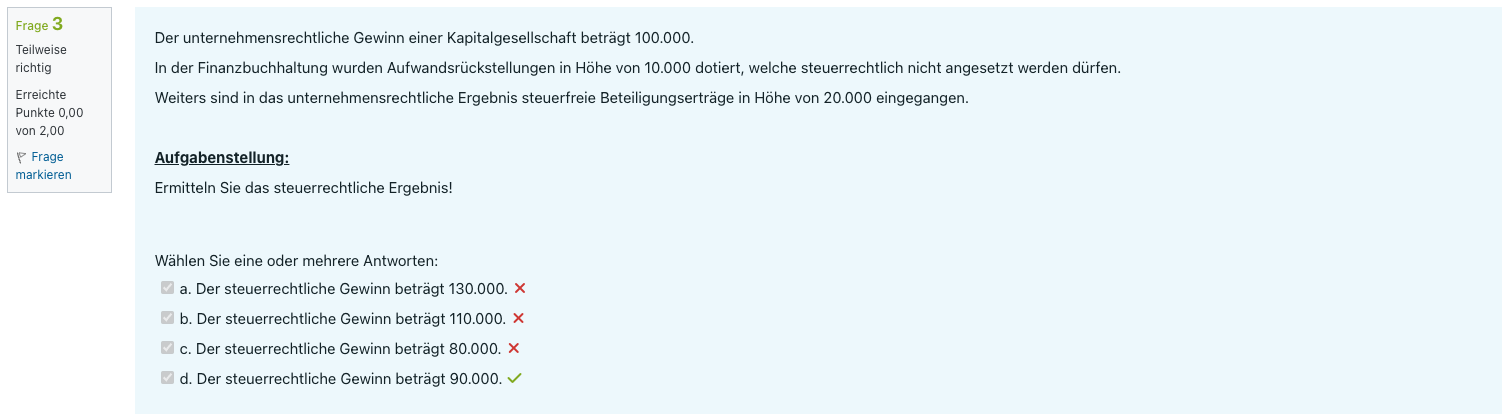 Frage 3
Teilweise
richtig
Erreichte
Punkte 0,00
von 2,00
Frage
markieren
Der unternehmensrechtliche Gewinn einer Kapitalgesellschaft beträgt 100.000.
In der Finanzbuchhaltung wurden Aufwandsrückstellungen in Höhe von 10.000 dotiert, welche steuerrechtlich nicht angesetzt werden dürfen.
Weiters sind in das unternehmensrechtliche Ergebnis steuerfreie Beteiligungserträge in Höhe von 20.000 eingegangen.
Aufgabenstellung:
Ermitteln Sie das steuerrechtliche Ergebnis!
Wählen Sie eine oder mehrere Antworten:
a. Der steuerrechtliche Gewinn beträgt 130.000.
b. Der steuerrechtliche Gewinn beträgt 110.000.
c. Der steuerrechtliche Gewinn beträgt 80.000.
d. Der steuerrechtliche Gewinn beträgt 90.000.